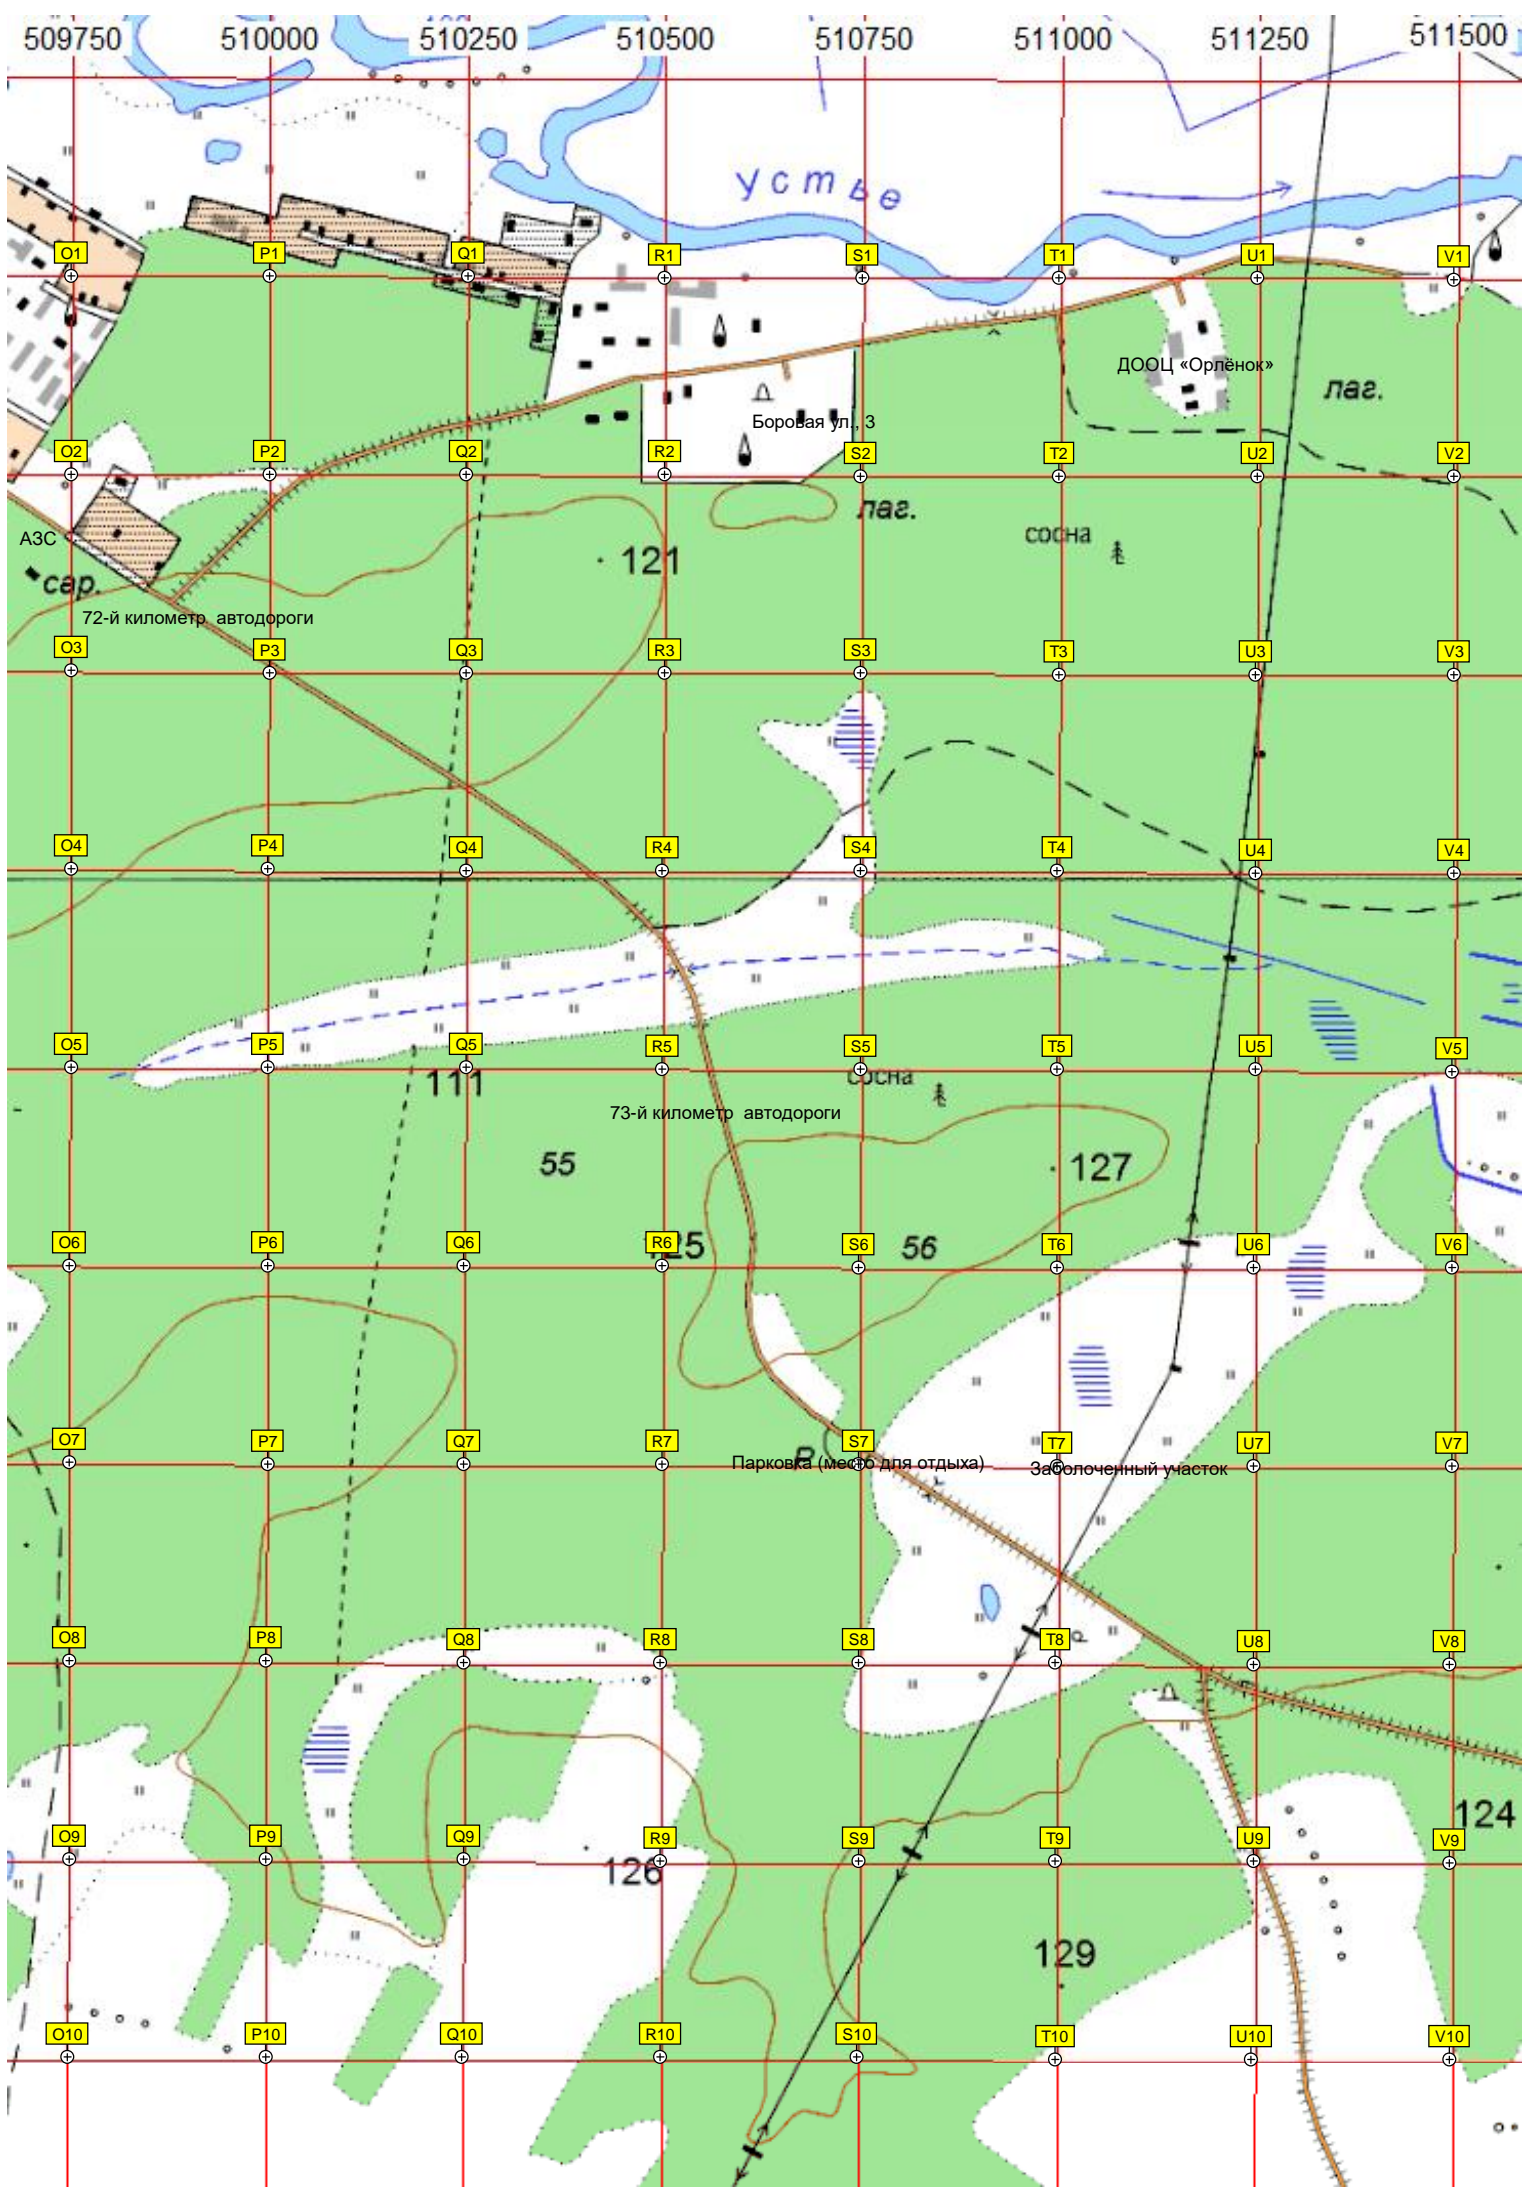 509750 510000 510250 510500 510750 511000 511250 511500
Устье
O1 P1 Q1 R1 S1 T1 U1 V1
ДООЦ «Орлёнок»
лаг.
Боровая ул., 3
O2 P2 Q2 R2 S2 T2 U2 V2
лаг.
АЗС
сосна
121
сар.
72-й километр автодороги
O3 P3 Q3 R3 S3 T3 U3 V3
O4 P4 Q4 R4 S4 T4 U4 V4
O5 P5 Q5 R5 S5 T5 U5 V5
111
сосна
73-й километр автодороги
55
127
O6 P6 Q6 R6 S6 T6 U6 V6
125
56
O7 P7 Q7 R7 S7 T7 U7 V7
Р
Парковка (место для отдыха)
Заболоченный участок
O8 P8 Q8 R8 S8 T8 U8 V8
124
O9 P9 Q9 R9 S9 T9 U9 V9
126
129
O10 P10 Q10 R10 S10 T10 U10 V10